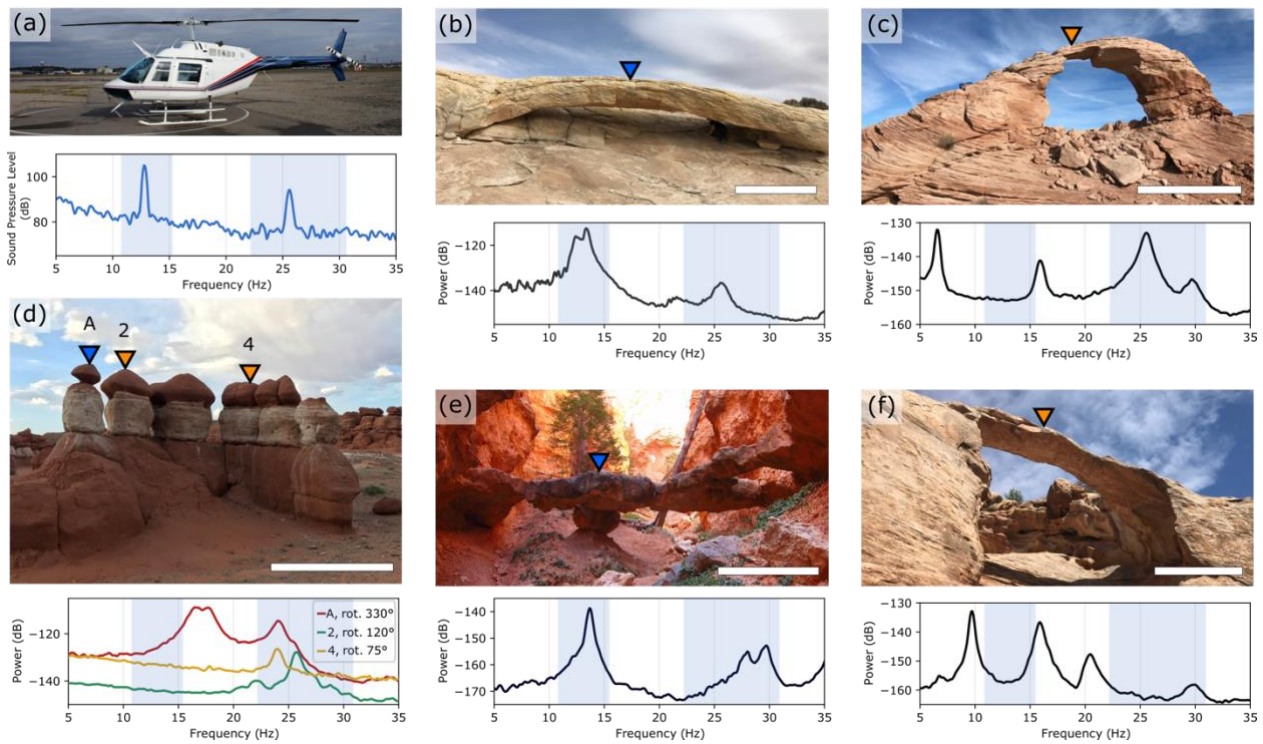 (a)
100
80
Sound Pressure Level
(dB)
5 10 15 20 25 30 35
Frequency (Hz)
(b)
−120
−140
Power (dB)
5 10 15 20 25 30 35
Frequency (Hz)
(c)
−130
−140
−150
−160
Power (dB)
5 10 15 20 25 30 35
Frequency (Hz)
(d)
A
2
4
−120
−140
Power (dB)
A, rot. 330°
2, rot. 120°
4, rot. 75°
5 10 15 20 25 30 35
Frequency (Hz)
(e)
−140
−150
−160
−170
Power (dB)
5 10 15 20 25 30 35
Frequency (Hz)
(f)
−130
−140
−150
−160
Power (dB)
5 10 15 20 25 30 35
Frequency (Hz)